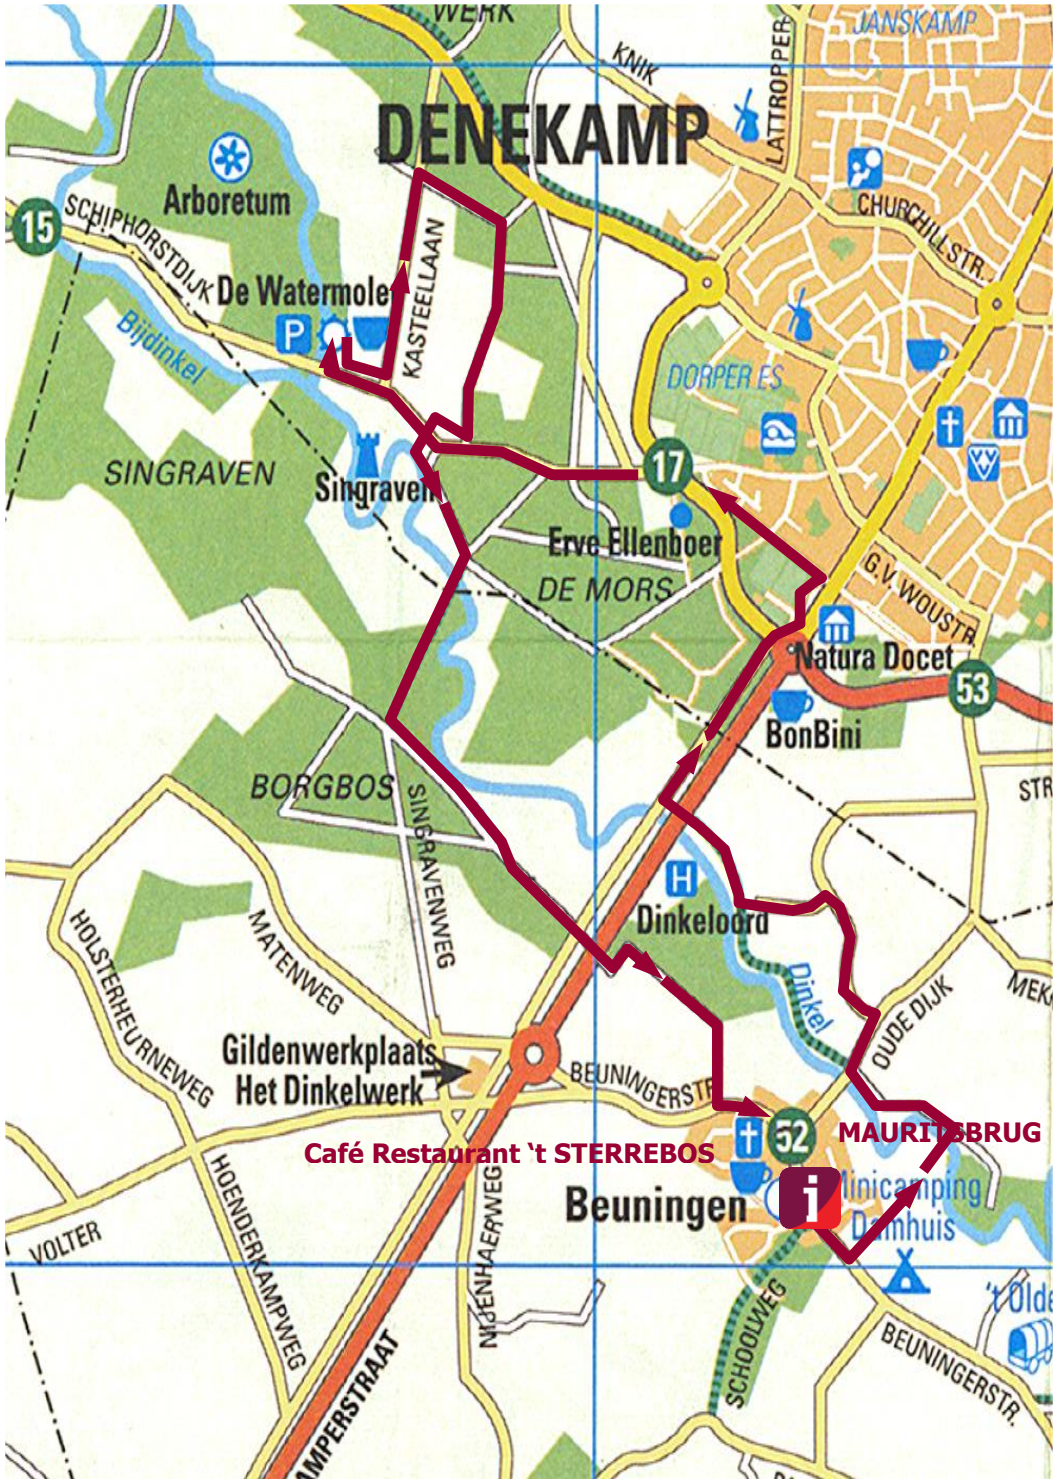 WERK
JANSKAMP
KNIK
LATTROPPER
DENEKAMP
Arboretum
CHURCHILLSTR.
15
SCHIPHORSTDIJK
KASTEELLAAN
De Watermole
P
Bijdinkel
DORPER ES
SINGRAVEN
Singraven
17
Erve Ellenboer
DE MORS
G.V. WOUSTR.
Natura Docet
53
BonBini
BORGBOS
SINGRAVENWEG
STR
H
Dinkeloord
HOLSTERHEURNEWEG
MATENWEG
Dinkel
OUDE DIJK
MEK
Gildenwerkplaats
Het Dinkelwerk
BEUNINGERSTR
52
MAURITSBRUG
Café Restaurant ‘t STERREBOS
Beuningen
i
Minicamping
Damhuis
VOLTER
HOENDERKAMPWEG
NIJENHAERWEG
SCHOOLWEG
't Olde
BEUNINGERSTR.
AMPERSTRAAT